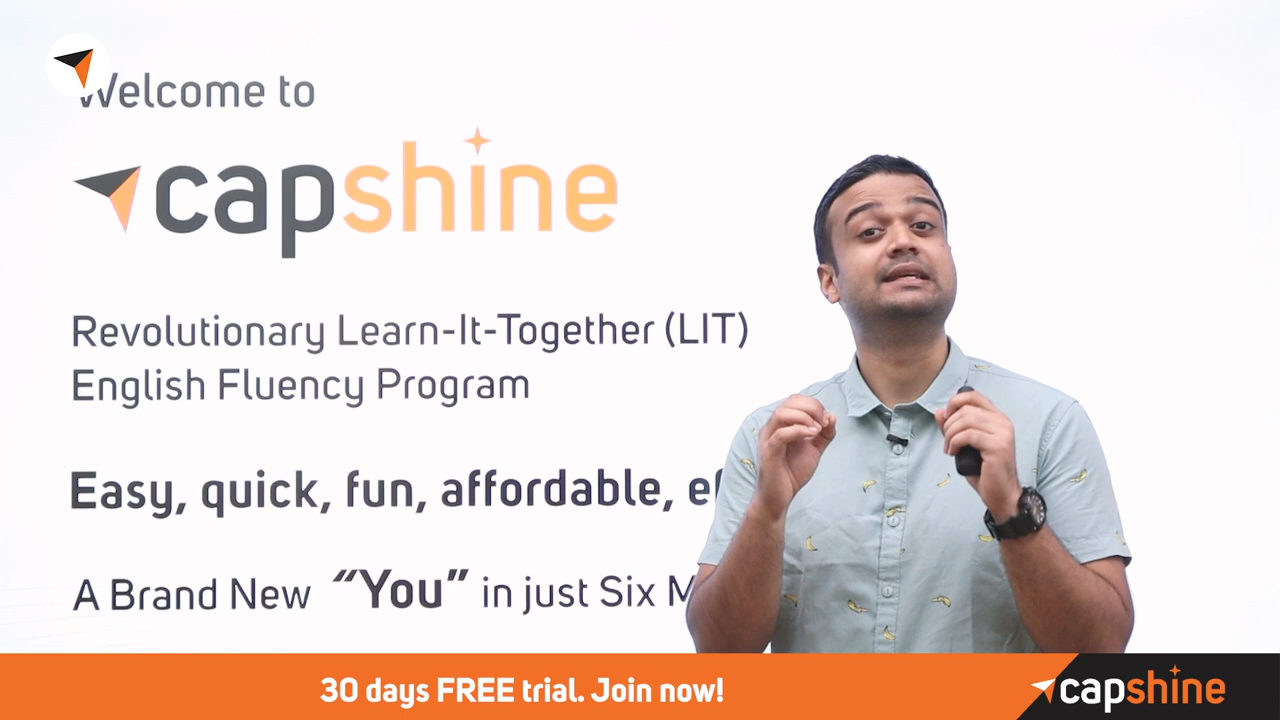 Welcome to
capshine
Revolutionary Learn-It-Together (LIT)
English Fluency Program
Easy, quick, fun, affordable,
A Brand New “You” in just Six
30 days FREE trial. Join now!
capshine